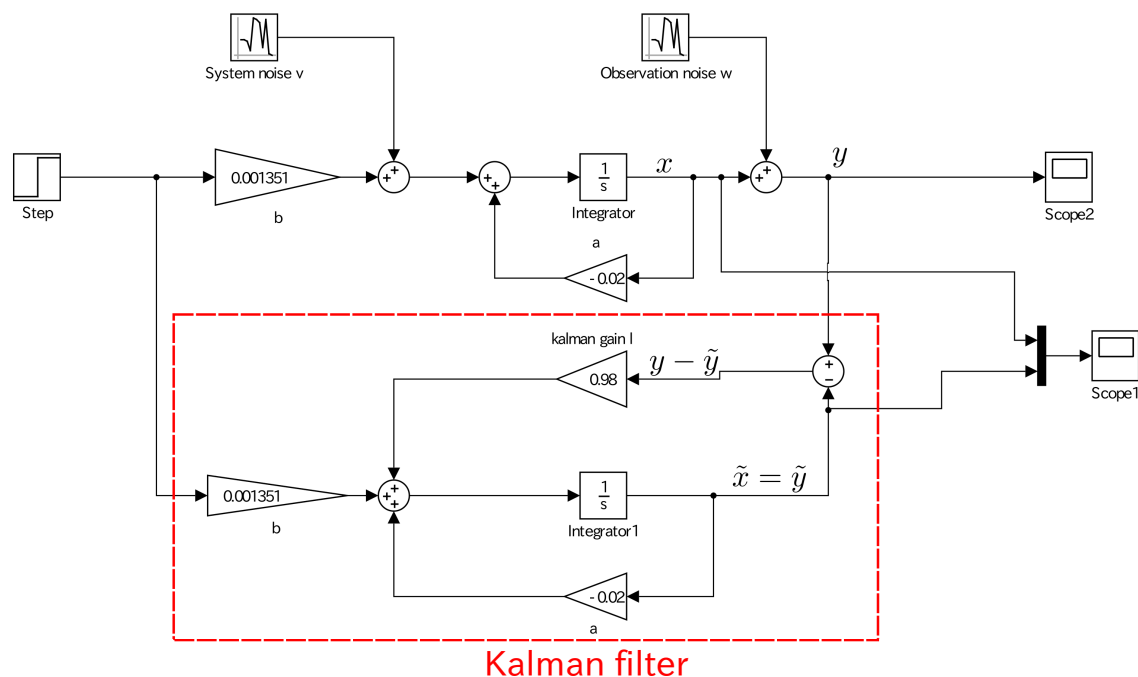 System noise v
Observation noise w
Step
0.001351
b
+
+
+
+
1
s
Integrator
x
+
+
y
Scope2
a
-0.02
kalman gain l
0.98
y − ỹ
+
−
Scope1
0.001351
b
+
+
+
1
s
Integrator1
x̃ = ỹ
-0.02
a
Kalman filter